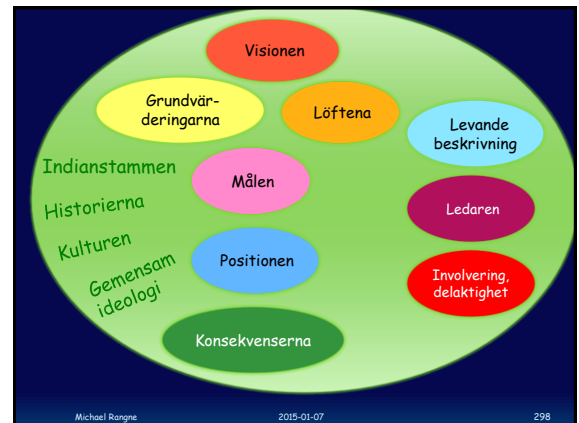 Visionen
Grundvär-
deringarna
Löftena
Levande
beskrivning
Indianstammen
Målen
Historierna
Ledaren
Kulturen
Gemensam
ideologi
Positionen
Involvering,
delaktighet
Konsekvenserna
Michael Rangne
2015-01-07
298